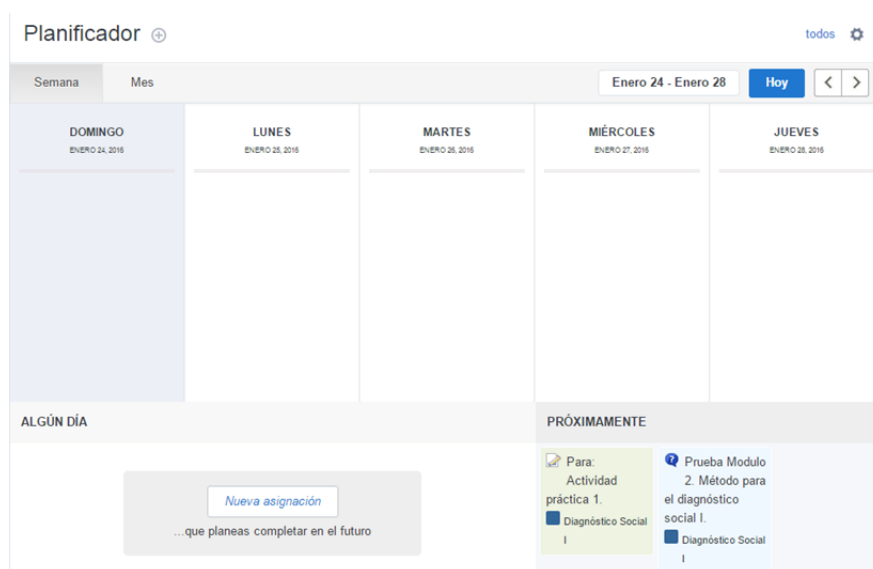 Planificador
todos
Semana
Mes
Enero 24 - Enero 28
Hoy
DOMINGO
ENERO 24, 2016
LUNES
ENERO 25, 2016
MARTES
ENERO 26, 2016
MIÉRCOLES
ENERO 27, 2016
JUEVES
ENERO 28, 2016
ALGÚN DÍA
Nueva asignación
...que planeas completar en el futuro
PRÓXIMAMENTE
Para:
Actividad
práctica 1.
Diagnóstico Social
I
Prueba Modulo
2. Método para
el diagnóstico
social I.
Diagnóstico Social
I